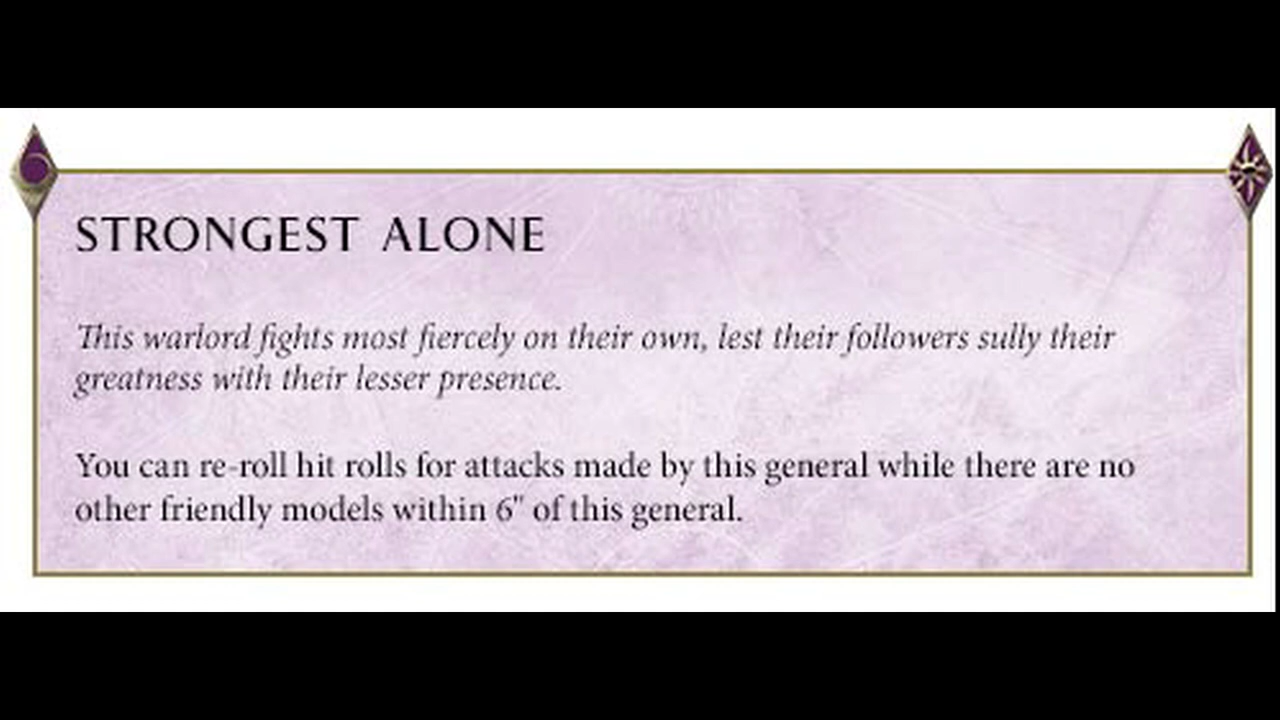 STRONGEST ALONE
This warlord fights most fiercely on their own, lest their followers sully their
greatness with their lesser presence.
You can re-roll hit rolls for attacks made by this general while there are no
other friendly models within 6" of this general.